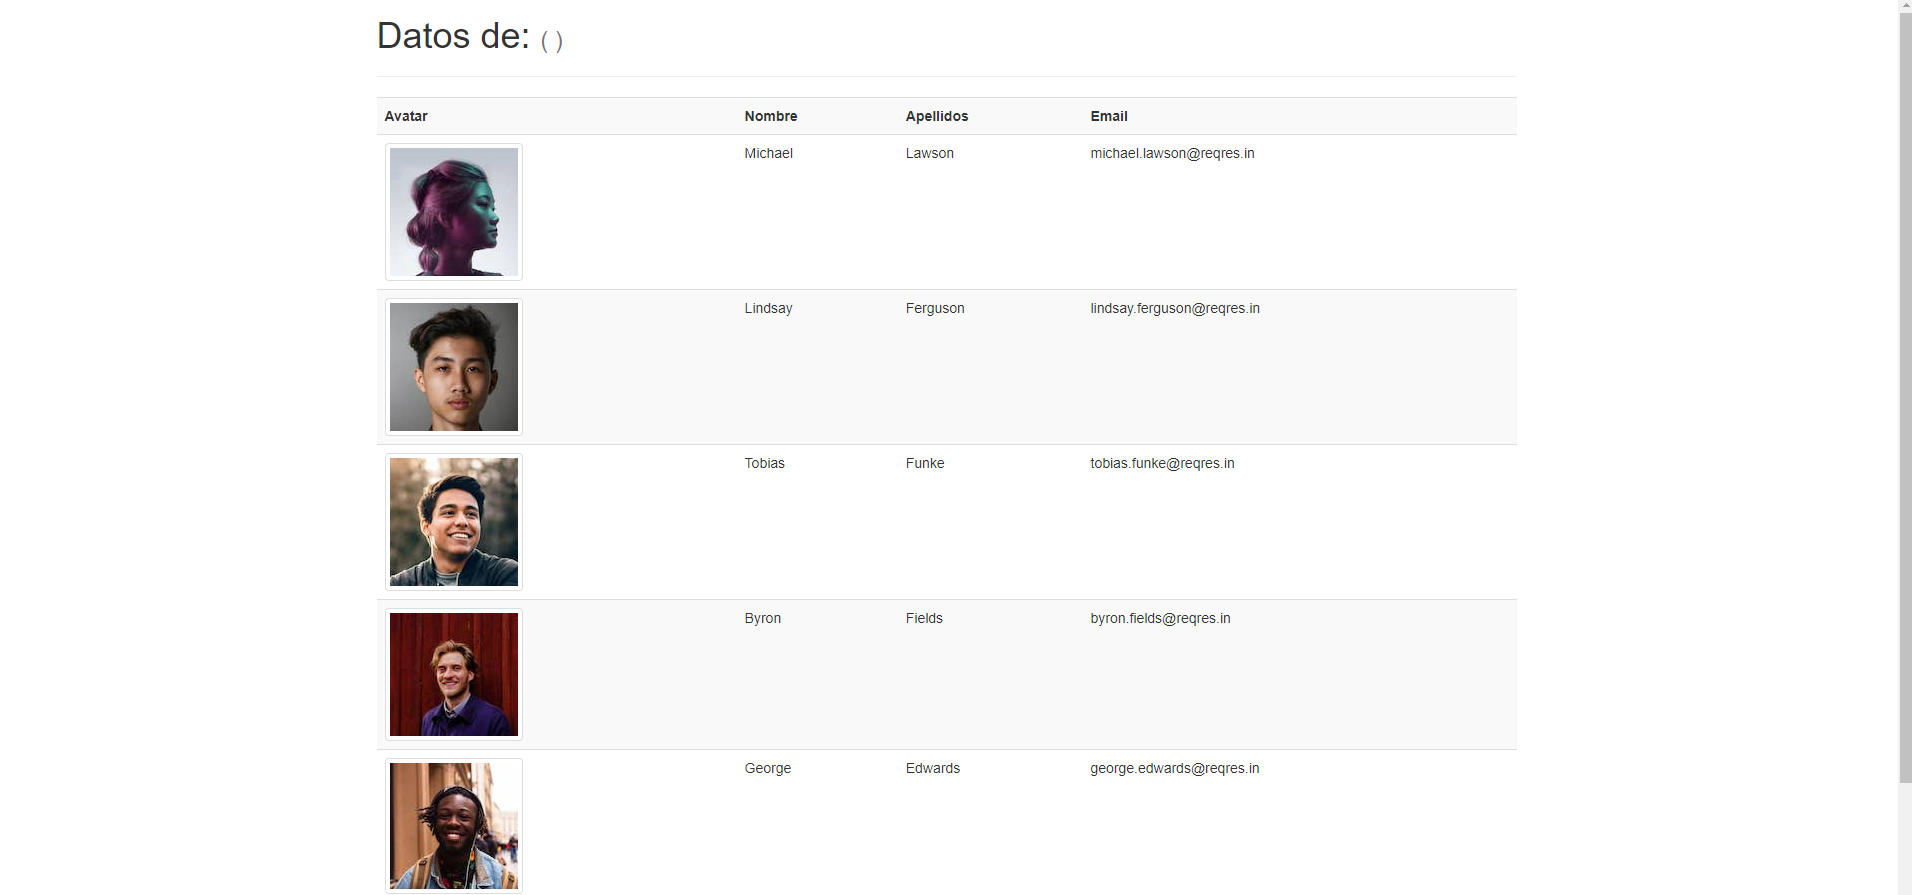 Datos de: ( )
Avatar Nombre Apellidos Email
Michael Lawson michael.lawson@reqres.in
Lindsay Ferguson lindsay.ferguson@reqres.in
Tobias Funke tobias.funke@reqres.in
Byron Fields byron.fields@reqres.in
George Edwards george.edwards@reqres.in